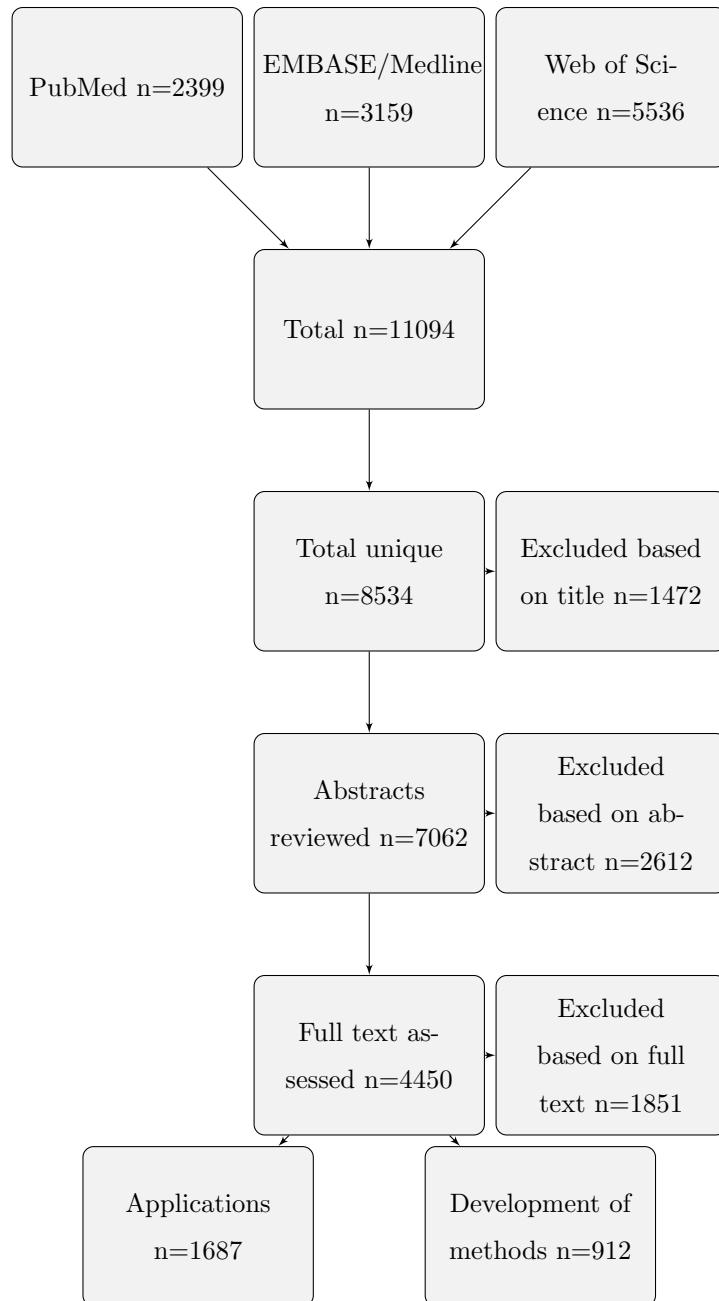 PubMed n=2399
EMBASE/Medline
n=3159
Web of Sci-
ence n=5536
Total n=11094
Total unique
n=8534
Excluded based
on title n=1472
Abstracts
reviewed n=7062
Excluded
based on ab-
stract n=2612
Full text as-
sessed n=4450
Excluded
based on full
text n=1851
Applications
n=1687
Development of
methods n=912